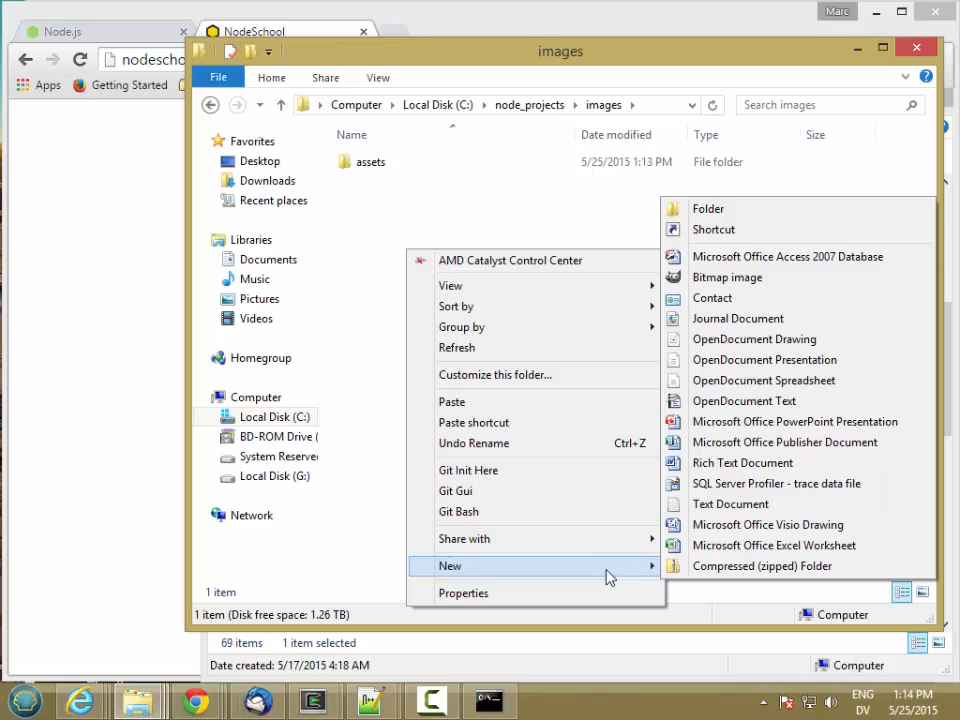 Marc
Node.js
NodeSchool
nodescho
Apps
Getting Started
images
File
Home
Share
View
Computer
Local Disk (C:)
node_projects
images
Search images
Name
Date modified
Type
Size
assets
5/25/2015 1:13 PM
File folder
Favorites
Desktop
Downloads
Recent places
Libraries
Documents
Music
Pictures
Videos
Homegroup
Computer
Local Disk (C:)
BD-ROM Drive (
System Reserve
Local Disk (G:)
Network
AMD Catalyst Control Center
View
Sort by
Group by
Refresh
Customize this folder...
Paste
Paste shortcut
Undo Rename Ctrl+Z
Git Init Here
Git Gui
Git Bash
Share with
New
Properties
Folder
Shortcut
Microsoft Office Access 2007 Database
Bitmap image
Contact
Journal Document
OpenDocument Drawing
OpenDocument Presentation
OpenDocument Spreadsheet
OpenDocument Text
Microsoft Office PowerPoint Presentation
Microsoft Office Publisher Document
Rich Text Document
SQL Server Profiler - trace data file
Text Document
Microsoft Office Visio Drawing
Microsoft Office Excel Worksheet
Compressed (zipped) Folder
1 item
1 item (Disk free space: 1.26 TB)
Computer
69 items 1 item selected
Date created: 5/17/2015 4:18 AM
Computer
ENG
DV
1:14 PM
5/25/2015